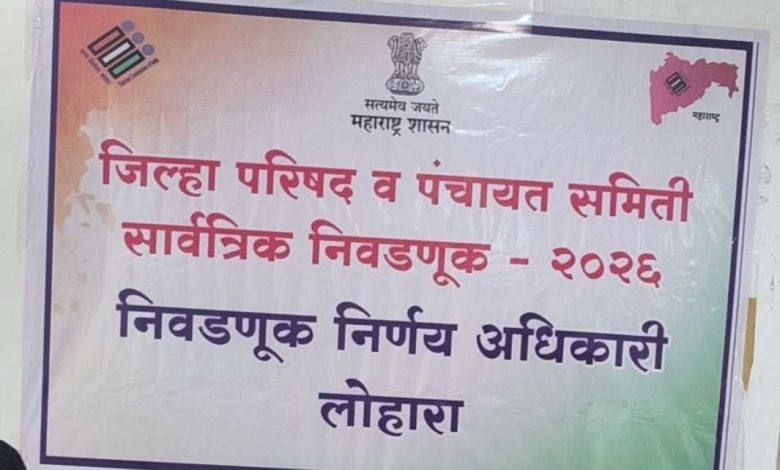 सत्यमेव जयते
महाराष्ट्र शासन
महाराष्ट्र
जिल्हा परिषद व पंचायत समिती
सार्वत्रिक निवडणूक - २०२६
निवडणूक निर्णय अधिकारी
लोहारा